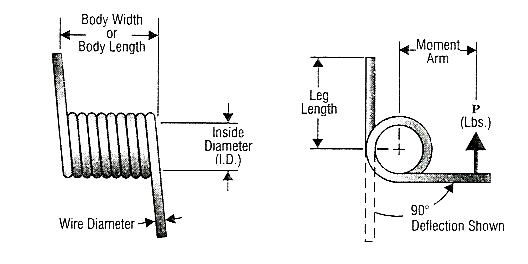 Body Width
or
Body Length
Inside
Diameter
(I.D.)
Wire Diameter
Moment
Arm
Leg
Length
P
(Lbs.)
90°
Deflection Shown